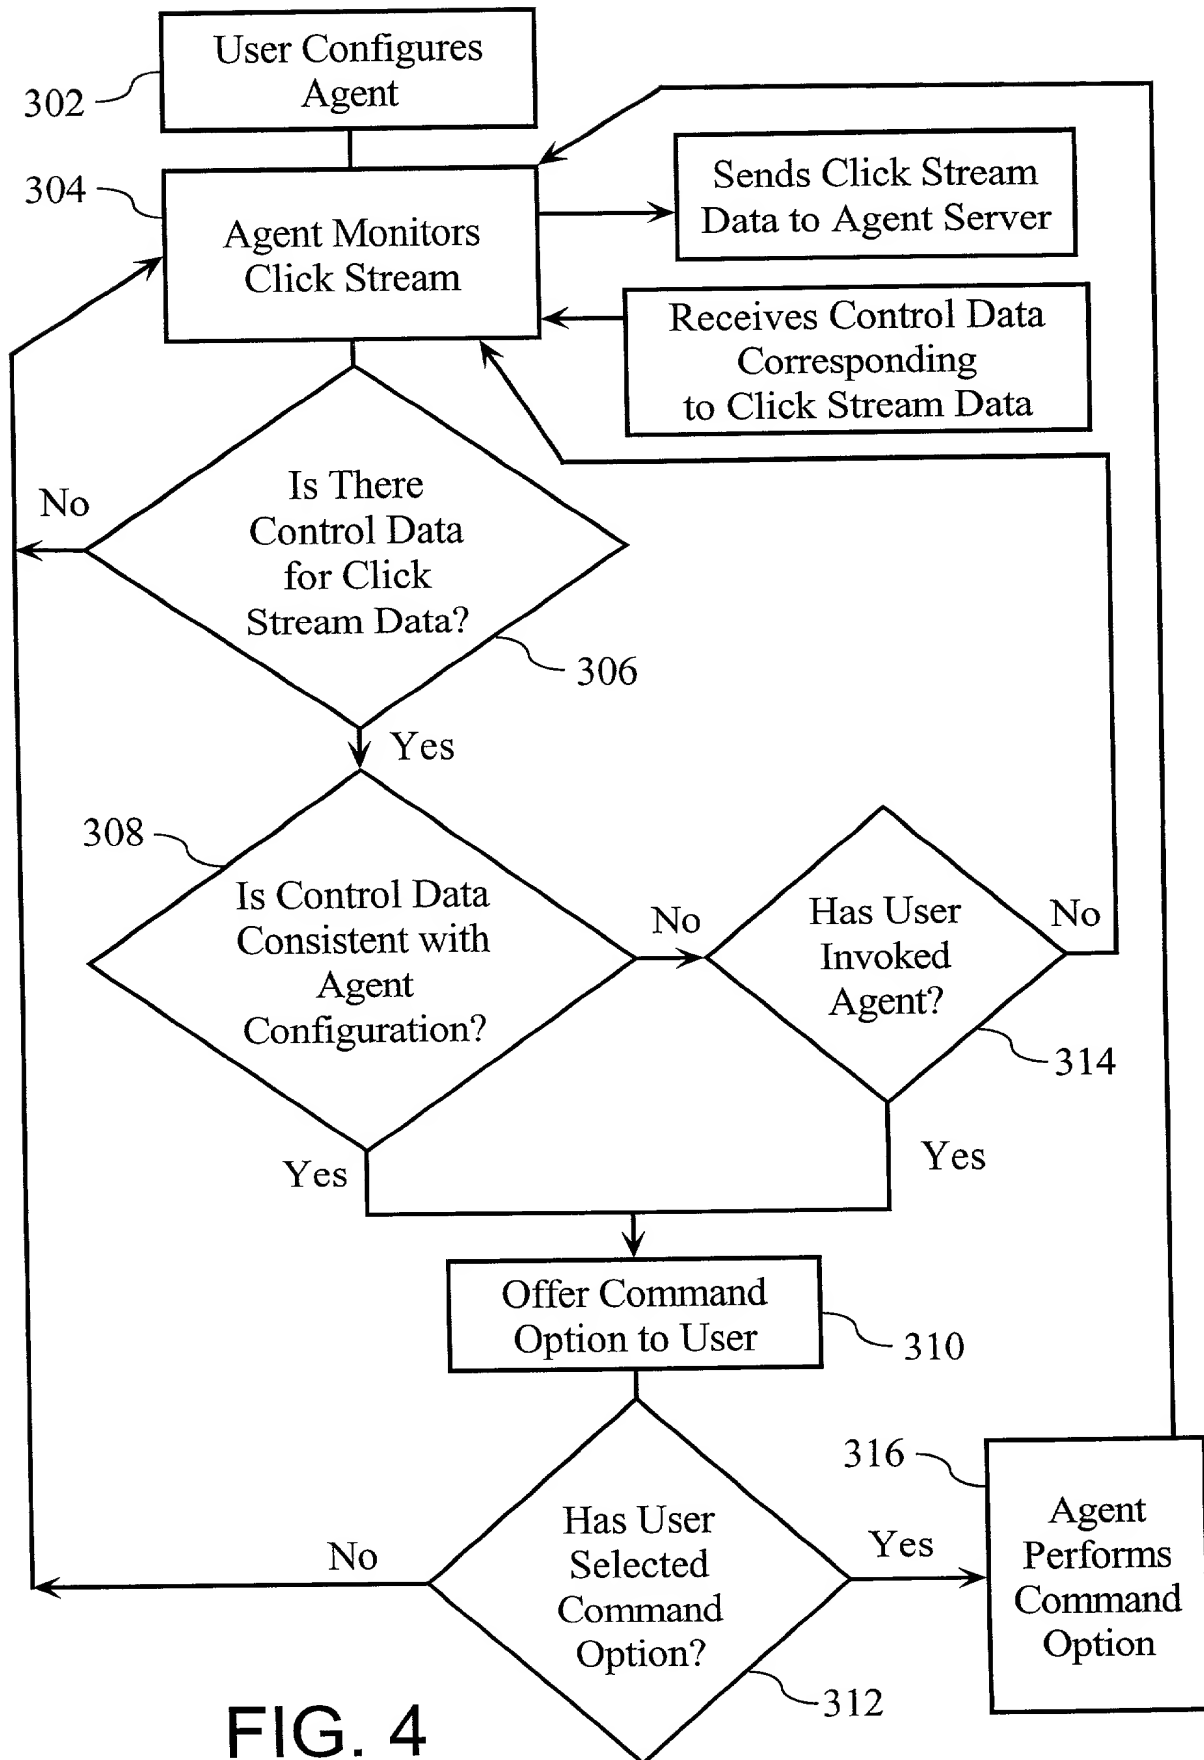 User Configures
Agent
302
304
Agent Monitors
Click Stream
Sends Click Stream
Data to Agent Server
Receives Control Data
Corresponding
to Click Stream Data
No
Is There
Control Data
for Click
Stream Data?
306
Yes
308
Is Control Data
Consistent with
Agent
Configuration?
No
Has User
Invoked
Agent?
No
314
Yes
Yes
Offer Command
Option to User
310
316
No
Has User
Selected
Command
Option?
Yes
Agent
Performs
Command
Option
312
FIG. 4